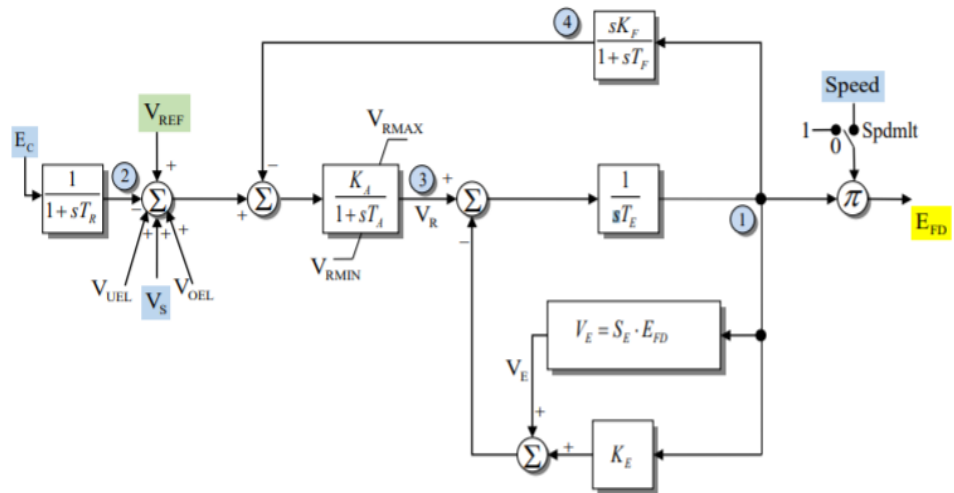 4
sK_F
1+sT_F
Speed
V_REF
V_RMAX
1
0
Spdmlt
E_C
1
1+sT_R
2
+
−
Σ
+
+
+
−
+
Σ
K_A
1+sT_A
3
V_R
+
−
Σ
1
sT_E
1
π
E_FD
V_UEL
V_S
V_OEL
V_RMIN
V_E = S_E · E_FD
V_E
+
Σ
+
K_E